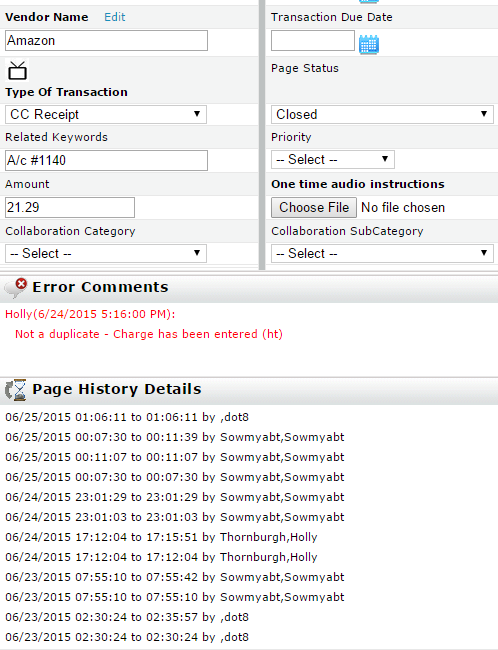 Vendor Name Edit
Amazon
Type Of Transaction
CC Receipt
Related Keywords
A/c #1140
Amount
21.29
Collaboration Category
-- Select --
Transaction Due Date
Page Status
Closed
Priority
-- Select --
One time audio instructions
Choose File No file chosen
Collaboration SubCategory
-- Select --
Error Comments
Holly(6/24/2015 5:16:00 PM):
Not a duplicate - Charge has been entered (ht)
Page History Details
06/25/2015 01:06:11 to 01:06:11 by ,dot8
06/25/2015 00:07:30 to 00:11:39 by Sowmyabt,Sowmyabt
06/25/2015 00:11:07 to 00:11:07 by Sowmyabt,Sowmyabt
06/25/2015 00:07:30 to 00:07:30 by Sowmyabt,Sowmyabt
06/24/2015 23:01:29 to 23:01:29 by Sowmyabt,Sowmyabt
06/24/2015 23:01:03 to 23:01:03 by Sowmyabt,Sowmyabt
06/24/2015 17:12:04 to 17:15:51 by Thornburgh,Holly
06/24/2015 17:12:04 to 17:12:04 by Thornburgh,Holly
06/23/2015 07:55:10 to 07:55:42 by Sowmyabt,Sowmyabt
06/23/2015 07:55:10 to 07:55:10 by Sowmyabt,Sowmyabt
06/23/2015 02:30:24 to 02:35:57 by ,dot8
06/23/2015 02:30:24 to 02:30:24 by ,dot8